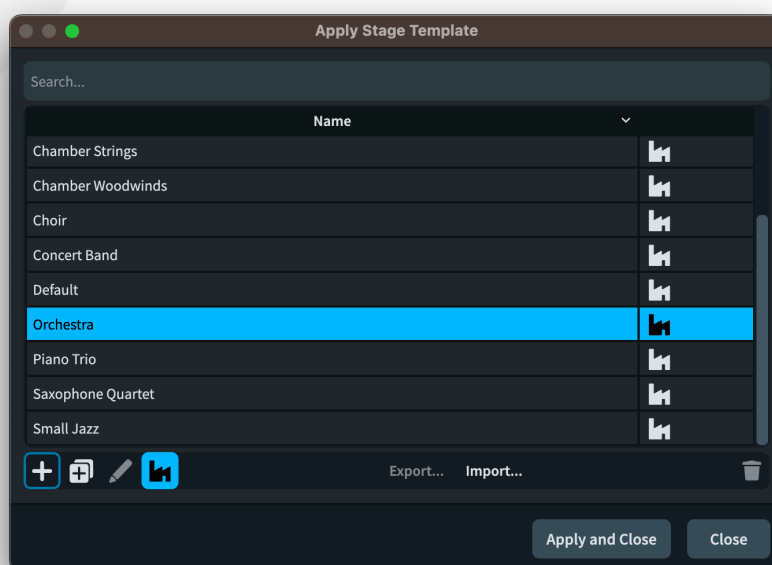 Apply Stage Template
Search...
Name
Chamber Strings
Chamber Woodwinds
Choir
Concert Band
Default
Orchestra
Piano Trio
Saxophone Quartet
Small Jazz
Export... Import...
Apply and Close Close